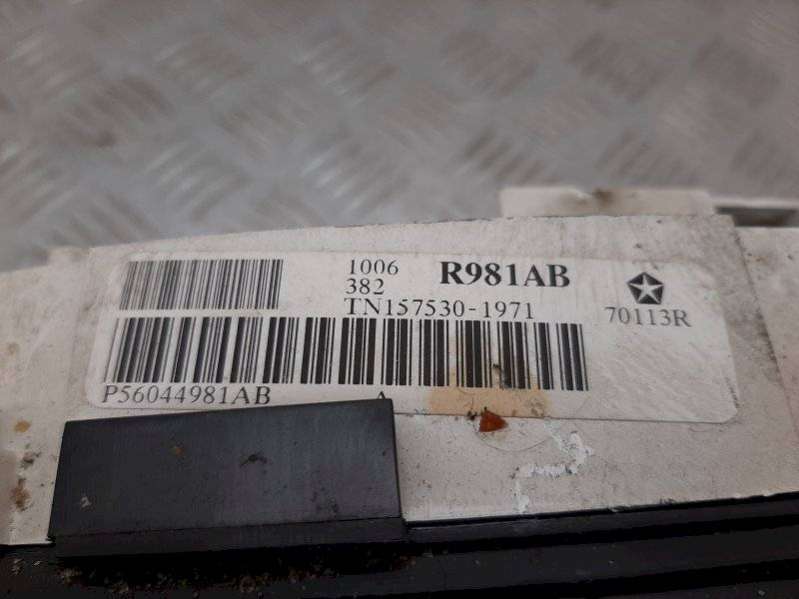 1006 R981AB
382
TN157530-1971
70113R
P56044981AB A